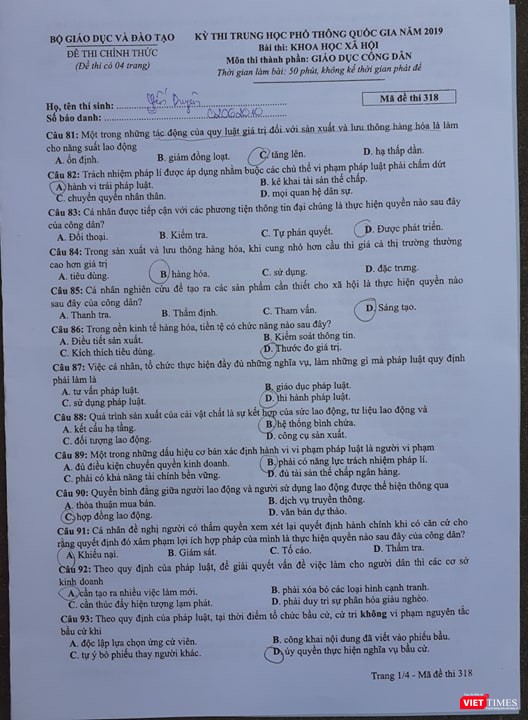 BỘ GIÁO DỤC VÀ ĐÀO TẠO
KỲ THI TRUNG HỌC PHỔ THÔNG QUỐC GIA NĂM 2019
ĐỀ THI CHÍNH THỨC
Bài thi: KHOA HỌC XÃ HỘI
(Đề thi có 04 trang)
Môn thi thành phần: GIÁO DỤC CÔNG DÂN
Thời gian làm bài: 50 phút, không kể thời gian phát đề
Họ, tên thí sinh:
Số báo danh:
Mã đề thi 318
Câu 81: Một trong những tác động của quy luật giá trị đối với sản xuất và lưu thông hàng hóa là làm
cho năng suất lao động
A. ổn định. B. giảm đồng loạt. C. tăng lên. D. hạ thấp dần.
Câu 82: Trách nhiệm pháp lí được áp dụng nhằm buộc các chủ thể vi phạm pháp luật phải chấm dứt
A. hành vi trái pháp luật. B. kê khai tài sản thế chấp.
C. chuyển quyền nhân thân. D. mọi quan hệ dân sự.
Câu 83: Cá nhân được tiếp cận với các phương tiện thông tin đại chúng là thực hiện quyền nào sau đây
của công dân?
A. Đối thoại. B. Kiểm tra. C. Tự phán quyết. D. Được phát triển.
Câu 84: Trong sản xuất và lưu thông hàng hóa, khi cung nhỏ hơn cầu thì giá cả thị trường thường
cao hơn giá trị
A. tiêu dùng. B. hàng hóa. C. sử dụng. D. đặc trưng.
Câu 85: Cá nhân nghiên cứu để tạo ra các sản phẩm cần thiết cho xã hội là thực hiện quyền nào
sau đây của công dân?
A. Thanh tra. B. Thẩm định. C. Tham vấn. D. Sáng tạo.
Câu 86: Trong nền kinh tế hàng hóa, tiền tệ có chức năng nào sau đây?
A. Điều tiết sản xuất. B. Kiểm soát thông tin.
C. Kích thích tiêu dùng. D. Thước đo giá trị.
Câu 87: Việc cá nhân, tổ chức thực hiện đầy đủ những nghĩa vụ, làm những gì mà pháp luật quy định
phải làm là
A. tư vấn pháp luật. B. giáo dục pháp luật.
C. sử dụng pháp luật. D. thi hành pháp luật.
Câu 88: Quá trình sản xuất của cải vật chất là sự kết hợp của sức lao động, tư liệu lao động và
A. kết cấu hạ tầng. B. hệ thống bình chứa.
C. đối tượng lao động. D. công cụ sản xuất.
Câu 89: Một trong những dấu hiệu cơ bản xác định hành vi vi phạm pháp luật là người vi phạm
A. đủ điều kiện chuyển quyền kinh doanh. B. phải có năng lực trách nhiệm pháp lí.
C. phải có khả năng tài chính bền vững. D. đủ tài sản thế chấp ngân hàng.
Câu 90: Quyền bình đẳng giữa người lao động và người sử dụng lao động được thể hiện thông qua
A. thỏa thuận mua bán. B. dịch vụ truyền thông.
C. hợp đồng lao động. D. văn bản dự thảo.
Câu 91: Cá nhân đề nghị người có thẩm quyền xem xét lại quyết định hành chính khi có căn cứ cho
rằng quyết định đó xâm phạm lợi ích hợp pháp của mình là thực hiện quyền nào sau đây của công dân?
A. Khiếu nại. B. Giám sát. C. Tố cáo. D. Thẩm tra.
Câu 92: Theo quy định của pháp luật, để giải quyết vấn đề việc làm cho người dân thì các cơ sở
kinh doanh
A. cần tạo ra nhiều việc làm mới. B. phải xóa bỏ các loại hình cạnh tranh.
C. cần thúc đẩy hiện tượng lạm phát. D. phải duy trì sự phân hóa giàu nghèo.
Câu 93: Theo quy định của pháp luật, tại thời điểm tổ chức bầu cử, cử tri không vi phạm nguyên tắc
bầu cử khi
A. độc lập lựa chọn ứng cử viên. B. công khai nội dung đã viết vào phiếu bầu.
C. tự ý bỏ phiếu thay người khác. D. ủy quyền thực hiện nghĩa vụ bầu cử.
Trang 1/4 - Mã đề thi 318
VIETTIMES